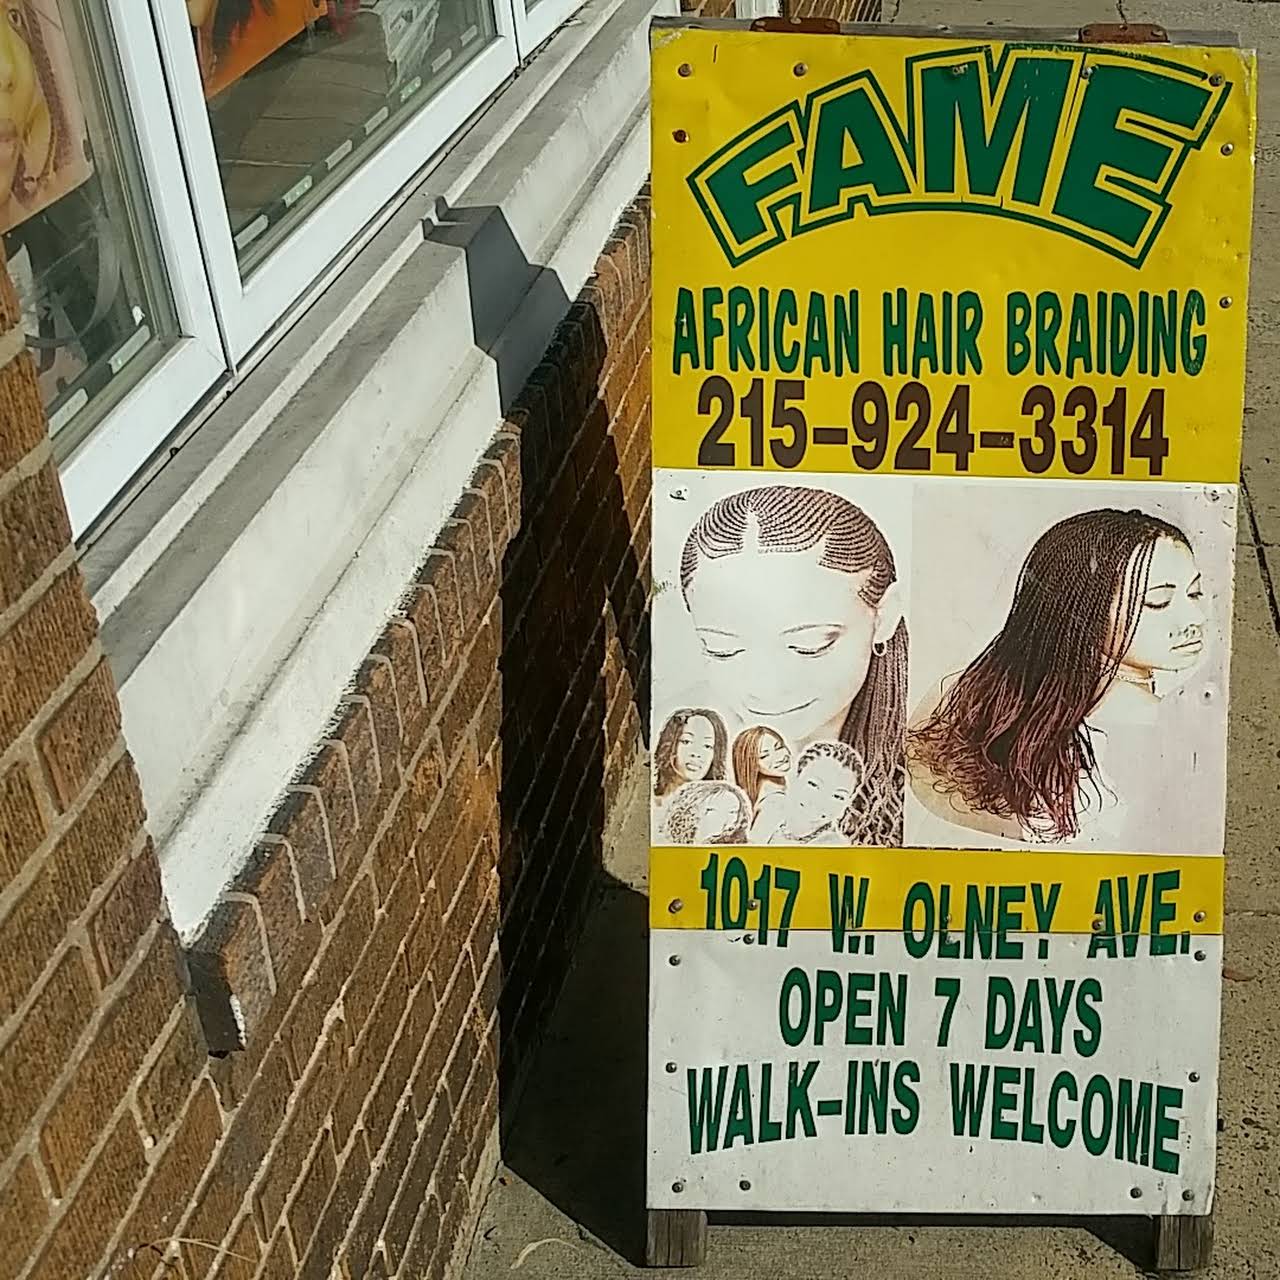 FAME
AFRICAN HAIR BRAIDING
215-924-3314
1017 W. OLNEY AVE.
OPEN 7 DAYS
WALK-INS WELCOME